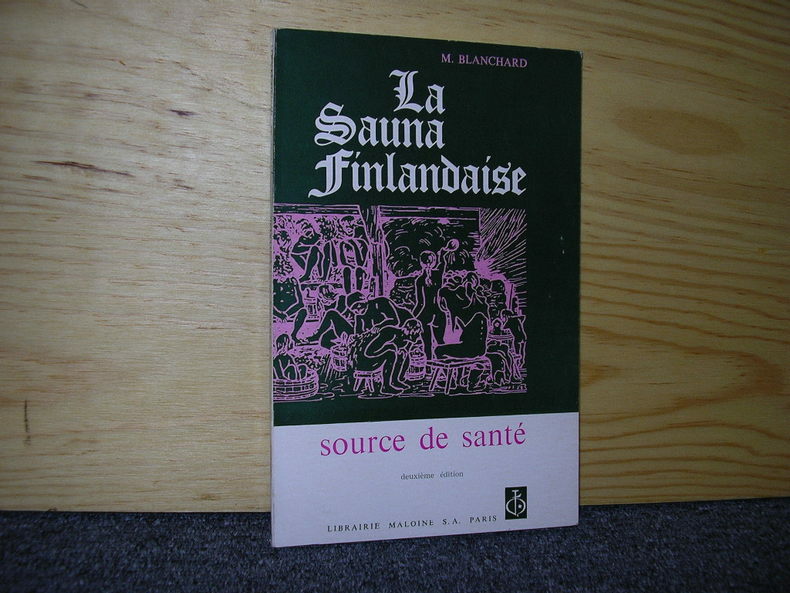 M. BLANCHARD
La
Sauna
Finlandaise
source de santé
deuxième édition
LIBRAIRIE MALOINE S.A. PARIS